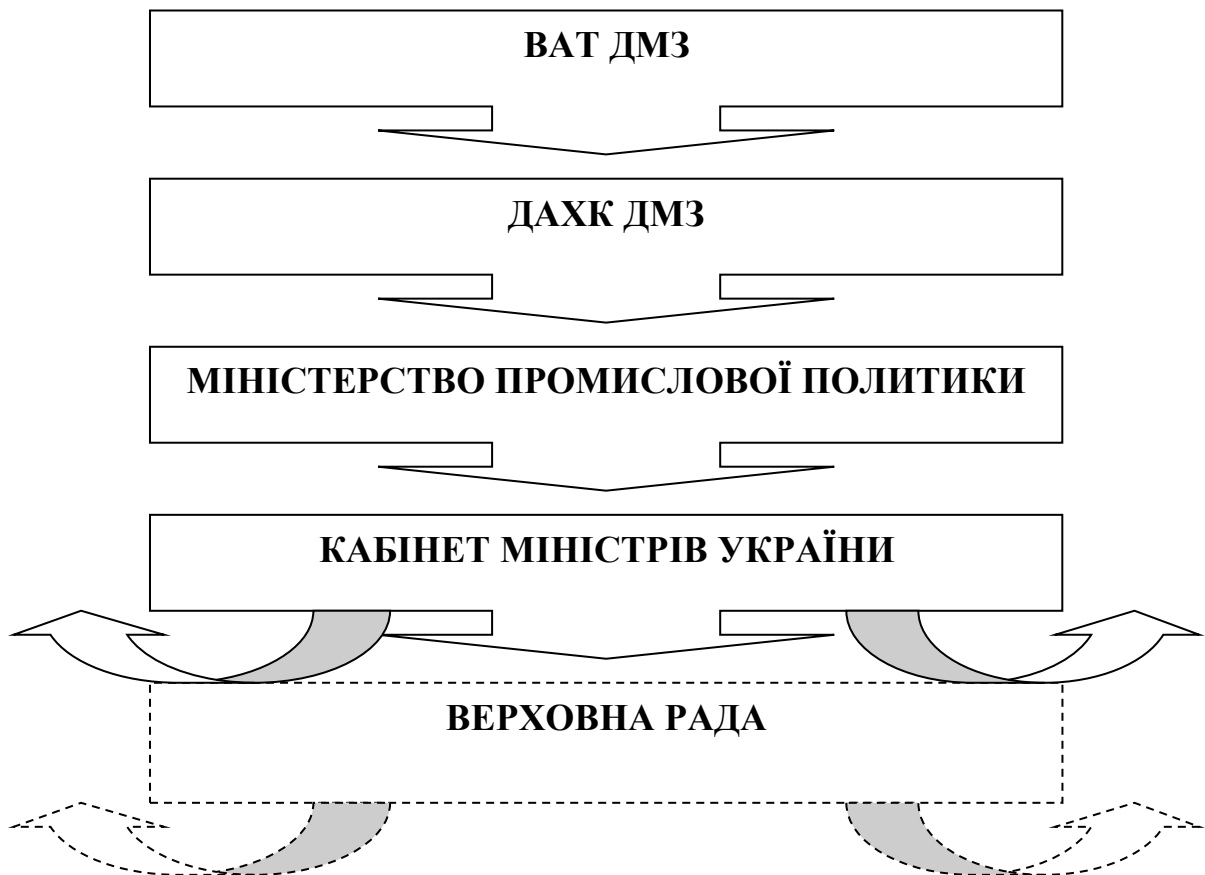 ВАТ ДМЗ
ДАХК ДМЗ
МІНІСТЕРСТВО ПРОМИСЛОВОЇ ПОЛИТИКИ
КАБІНЕТ МІНІСТРІВ УКРАЇНИ
ВЕРХОВНА РАДА